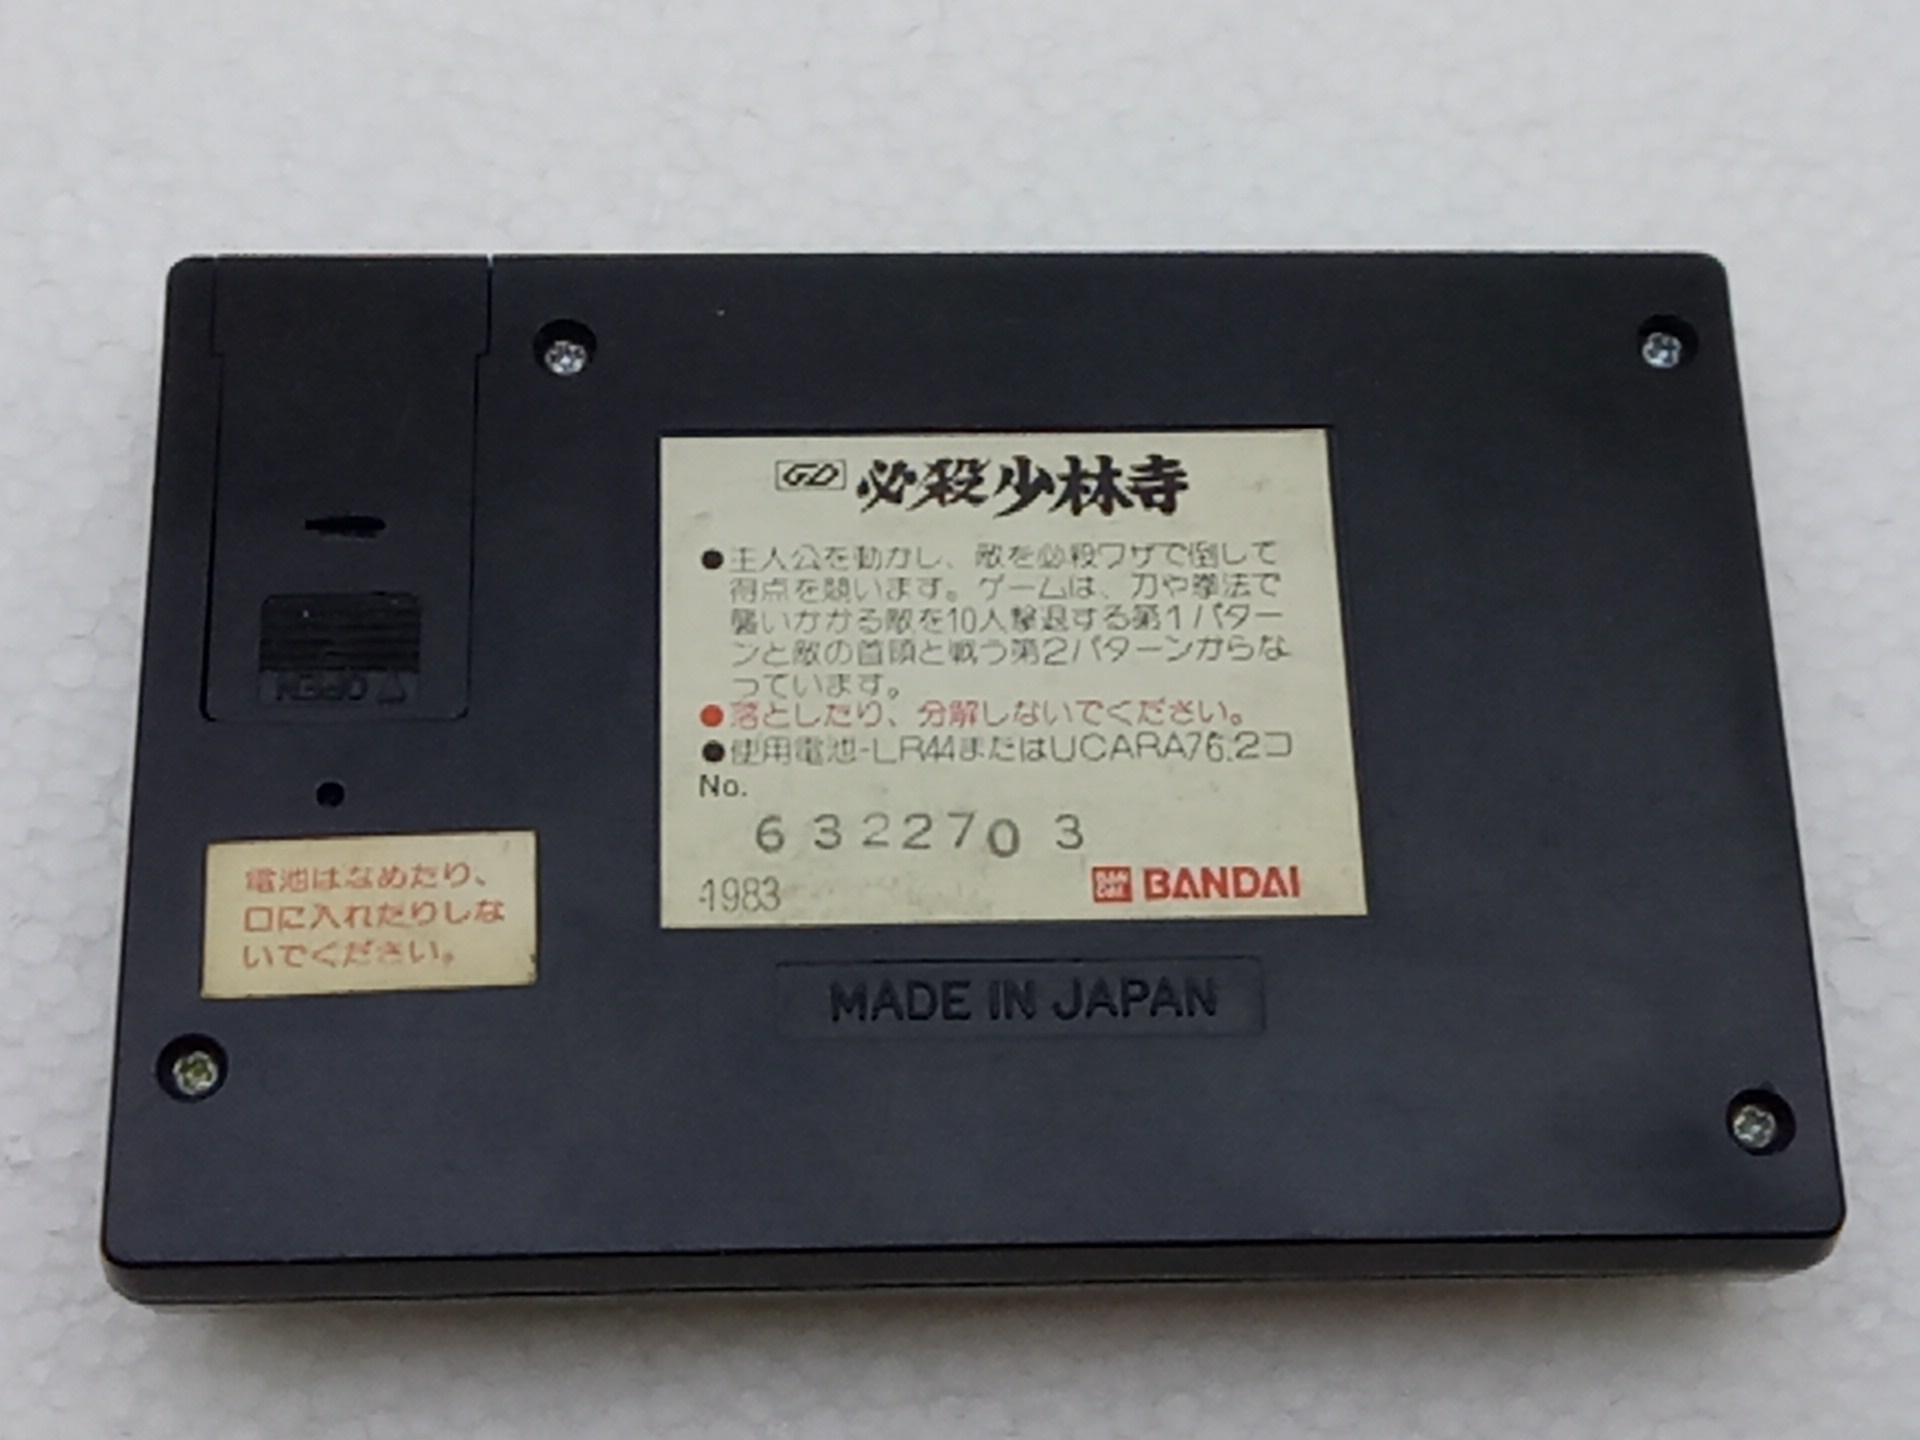 GD 必殺少林寺
●主人公を動かし、敵を必殺ワザで倒して
得点を競います。ゲームは、刀や拳法で
襲いかかる敵を10人撃退する第1パター
ンと敵の首領と戦う第2パターンからな
っています。
●落としたり、分解しないでください。
●使用電池-LR44またはUCARA76.2コ
No.
6322703
1983
BAN DAI BANDAI
OPEN
電池はなめたり、
口に入れたりしな
いでください。
MADE IN JAPAN